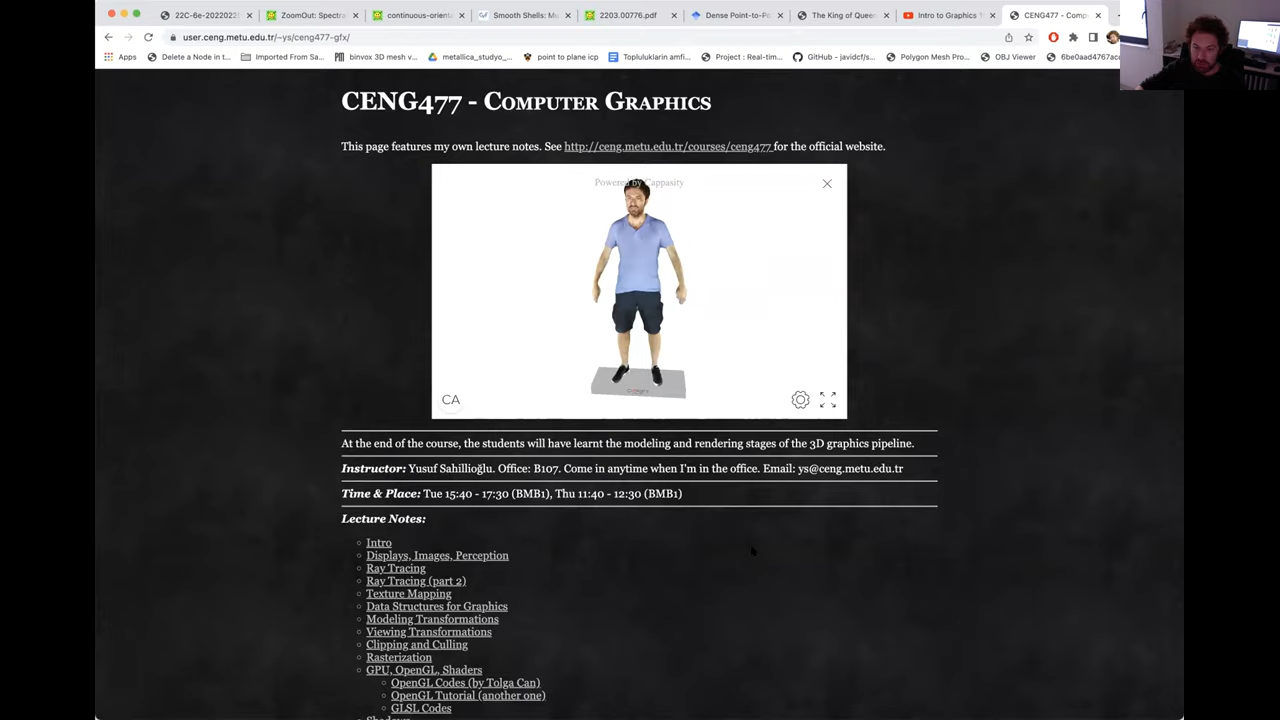 22C-6e-2022022
ZoomOut: Spectra
continuous-orient
Smooth Shells: Mu
2203.00776.pdf
Dense Point-to-Po
The King of Queen
Intro to Graphics
CENG477 - Compu
user.ceng.metu.edu.tr/~ys/ceng477-gfx/
Apps
Delete a Node in t...
Imported From Sa...
binvox 3D mesh v...
metallica_studyo_...
point to plane icp
Topluluklarin amfi...
Project : Real-tim...
GitHub - javidcf/s...
Polygon Mesh Pro...
OBJ Viewer
6be0aad4767acc
CENG477 - Computer Graphics
This page features my own lecture notes. See http://ceng.metu.edu.tr/courses/ceng477 for the official website.
Powered by Cappasity
CA
At the end of the course, the students will have learnt the modeling and rendering stages of the 3D graphics pipeline.
Instructor: Yusuf Sahillioğlu. Office: B107. Come in anytime when I'm in the office. Email: ys@ceng.metu.edu.tr
Time & Place: Tue 15:40 - 17:30 (BMB1), Thu 11:40 - 12:30 (BMB1)
Lecture Notes:
Intro
Displays, Images, Perception
Ray Tracing
Ray Tracing (part 2)
Texture Mapping
Data Structures for Graphics
Modeling Transformations
Viewing Transformations
Clipping and Culling
Rasterization
GPU, OpenGL, Shaders
OpenGL Codes (by Tolga Can)
OpenGL Tutorial (another one)
GLSL Codes
Shadows